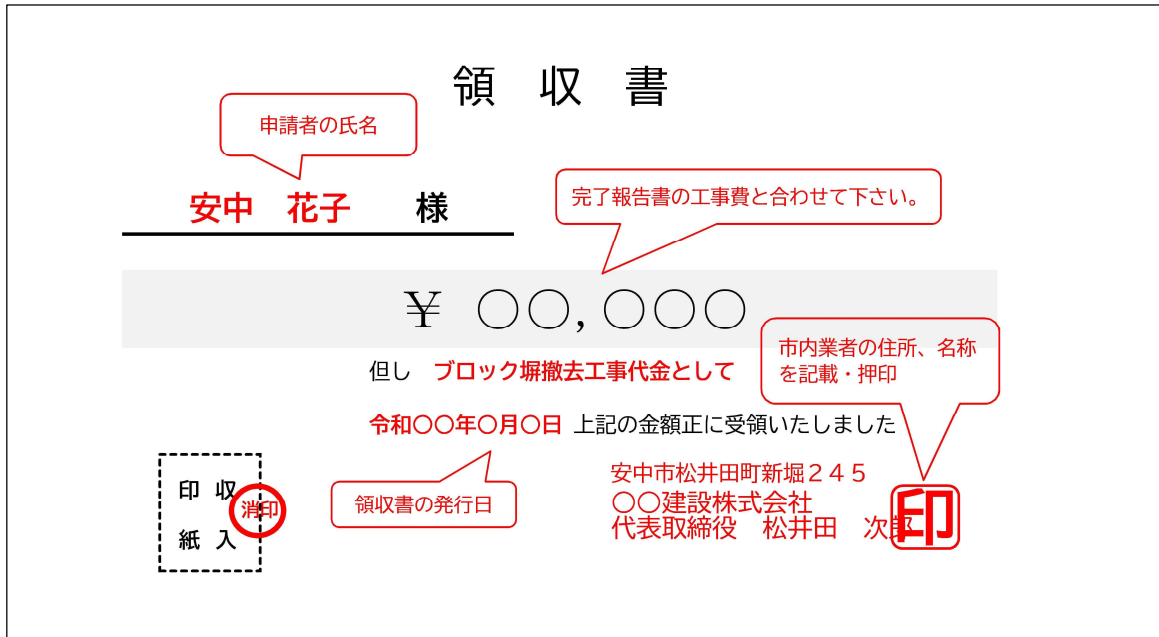 領 収 書
申請者の氏名
安中 花子 様
完了報告書の工事費と合わせて下さい。
￥ 〇〇,〇〇〇
市内業者の住所、名称
を記載・押印
但し ブロック塀撤去工事代金として
令和〇〇年〇月〇日 上記の金額正に受領いたしました
領収書の発行日
収入
印紙
消印
安中市松井田町新堀２４５
〇〇建設株式会社
代表取締役 松井田 次郎
印